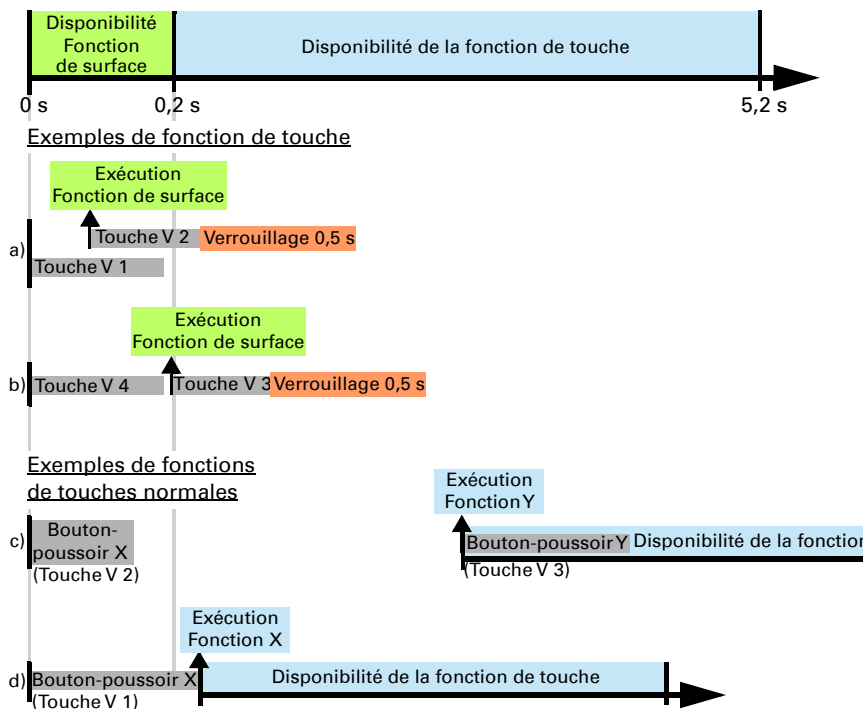 Disponibilité
Fonction
de surface
Disponibilité de la fonction de touche
0 s
0,2 s
5,2 s
Exemples de fonction de touche
Exécution
Fonction de surface
a)
Touche V 2
Verrouillage 0,5 s
Touche V 1
Exécution
Fonction de surface
b)
Touche V 4
Touche V 3
Verrouillage 0,5 s
Exemples de fonctions
de touches normales
Exécution
Fonction Y
c)
Bouton-
poussoir X
(Touche V 2)
Bouton-poussoir Y
Disponibilité de la fonction
(Touche V 3)
Exécution
Fonction X
d)
Bouton-poussoir X
Disponibilité de la fonction de touche
(Touche V 1)